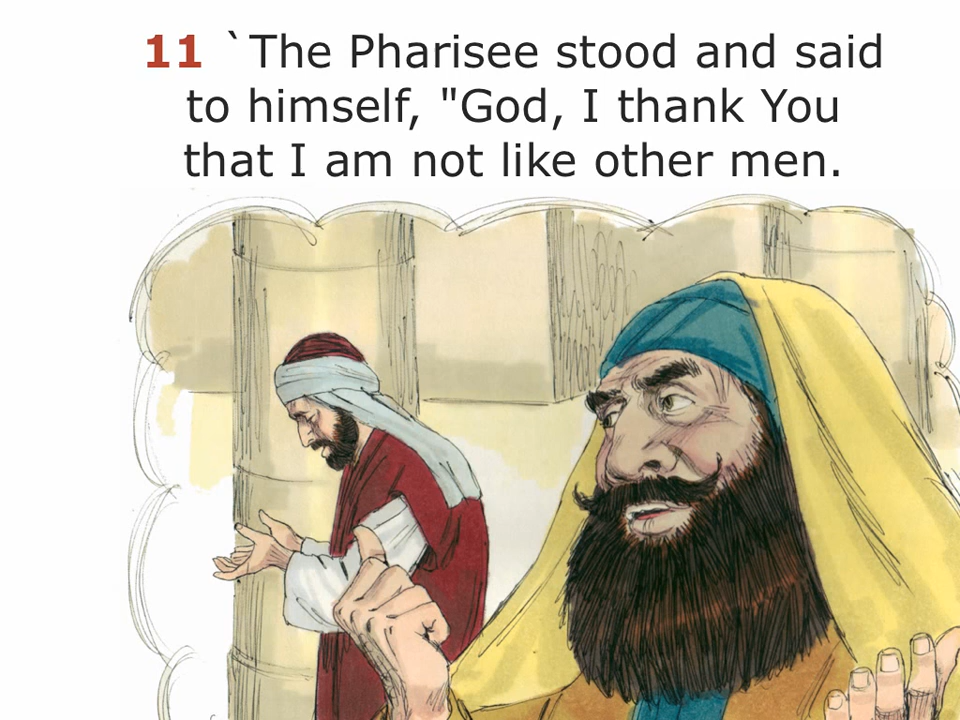 11 `The Pharisee stood and said
to himself, "God, I thank You
that I am not like other men.